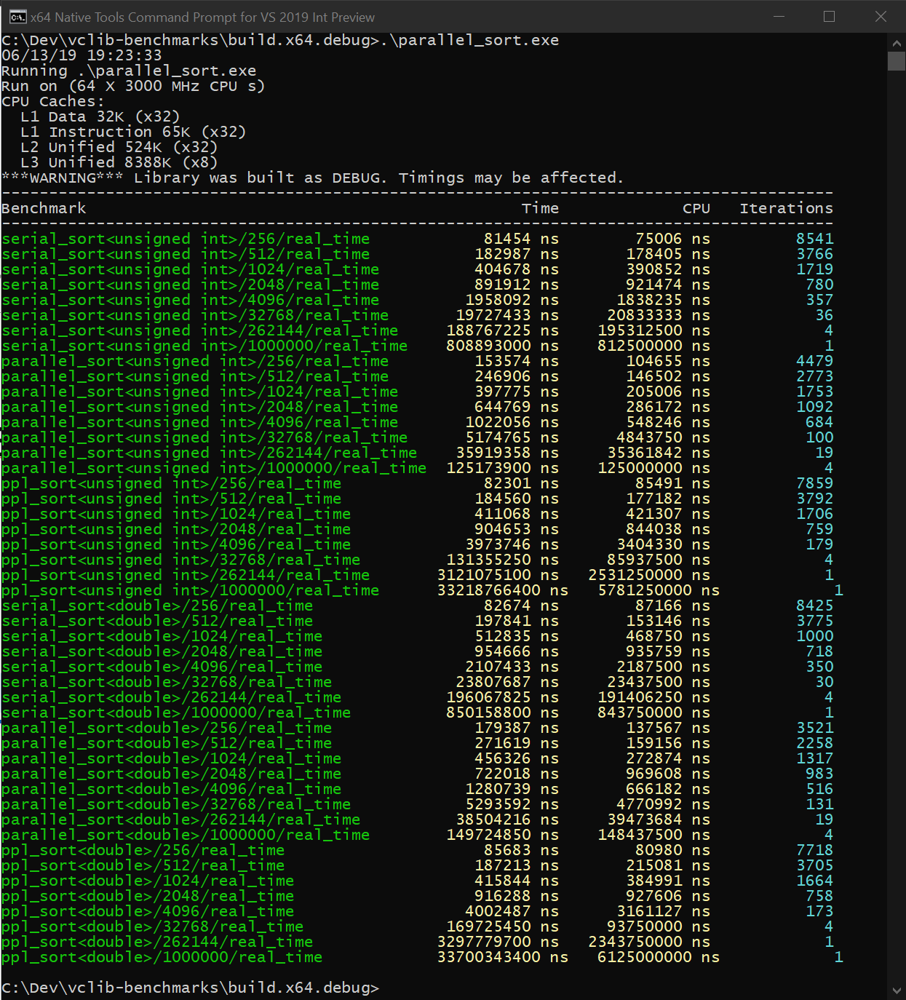 x64 Native Tools Command Prompt for VS 2019 Int Preview
C:\Dev\vclib-benchmarks\build.x64.debug>.\parallel_sort.exe
06/13/19 19:23:33
Running .\parallel_sort.exe
Run on (64 X 3000 MHz CPU s)
CPU Caches:
  L1 Data 32K (x32)
  L1 Instruction 65K (x32)
  L2 Unified 524K (x32)
  L3 Unified 8388K (x8)
***WARNING*** Library was built as DEBUG. Timings may be affected.
----------------------------------------------------------------------------------------
Benchmark                                              Time             CPU   Iterations
----------------------------------------------------------------------------------------
serial_sort<unsigned int>/256/real_time            81454 ns        75006 ns         8541
serial_sort<unsigned int>/512/real_time           182987 ns       178405 ns         3766
serial_sort<unsigned int>/1024/real_time          404678 ns       390852 ns         1719
serial_sort<unsigned int>/2048/real_time          891912 ns       921474 ns          780
serial_sort<unsigned int>/4096/real_time         1958092 ns      1838235 ns          357
serial_sort<unsigned int>/32768/real_time       19727433 ns     20833333 ns           36
serial_sort<unsigned int>/262144/real_time     188767225 ns    195312500 ns            4
serial_sort<unsigned int>/1000000/real_time    808893000 ns    812500000 ns            1
parallel_sort<unsigned int>/256/real_time         153574 ns       104655 ns         4479
parallel_sort<unsigned int>/512/real_time         246906 ns       146502 ns         2773
parallel_sort<unsigned int>/1024/real_time        397775 ns       205006 ns         1753
parallel_sort<unsigned int>/2048/real_time        644769 ns       286172 ns         1092
parallel_sort<unsigned int>/4096/real_time       1022056 ns       548246 ns          684
parallel_sort<unsigned int>/32768/real_time      5174765 ns      4843750 ns          100
parallel_sort<unsigned int>/262144/real_time    35919358 ns     35361842 ns           19
parallel_sort<unsigned int>/1000000/real_time  125173900 ns    125000000 ns            4
ppl_sort<unsigned int>/256/real_time               82301 ns        85491 ns         7859
ppl_sort<unsigned int>/512/real_time              184560 ns       177182 ns         3792
ppl_sort<unsigned int>/1024/real_time             411068 ns       421307 ns         1706
ppl_sort<unsigned int>/2048/real_time             904653 ns       844038 ns          759
ppl_sort<unsigned int>/4096/real_time            3973746 ns      3404330 ns          179
ppl_sort<unsigned int>/32768/real_time         131355250 ns     85937500 ns            4
ppl_sort<unsigned int>/262144/real_time       3121075100 ns   2531250000 ns            1
ppl_sort<unsigned int>/1000000/real_time      33218766400 ns   5781250000 ns            1
serial_sort<double>/256/real_time                  82674 ns        87166 ns         8425
serial_sort<double>/512/real_time                 197841 ns       153146 ns         3775
serial_sort<double>/1024/real_time                512835 ns       468750 ns         1000
serial_sort<double>/2048/real_time                954666 ns       935759 ns          718
serial_sort<double>/4096/real_time               2107433 ns      2187500 ns          350
serial_sort<double>/32768/real_time             23807687 ns     23437500 ns           30
serial_sort<double>/262144/real_time           196067825 ns    191406250 ns            4
serial_sort<double>/1000000/real_time          850158800 ns    843750000 ns            1
parallel_sort<double>/256/real_time               179387 ns       137567 ns         3521
parallel_sort<double>/512/real_time               271619 ns       159156 ns         2258
parallel_sort<double>/1024/real_time              456326 ns       272874 ns         1317
parallel_sort<double>/2048/real_time              722018 ns       969608 ns          983
parallel_sort<double>/4096/real_time             1280739 ns       666182 ns          516
parallel_sort<double>/32768/real_time            5293592 ns      4770992 ns          131
parallel_sort<double>/262144/real_time          38504216 ns     39473684 ns           19
parallel_sort<double>/1000000/real_time        149724850 ns    148437500 ns            4
ppl_sort<double>/256/real_time                     85683 ns        80980 ns         7718
ppl_sort<double>/512/real_time                    187213 ns       215081 ns         3705
ppl_sort<double>/1024/real_time                   415844 ns       384991 ns         1664
ppl_sort<double>/2048/real_time                   916288 ns       927606 ns          758
ppl_sort<double>/4096/real_time                  4002487 ns      3161127 ns          173
ppl_sort<double>/32768/real_time               169725450 ns     93750000 ns            4
ppl_sort<double>/262144/real_time             3297779700 ns   2343750000 ns            1
ppl_sort<double>/1000000/real_time            33700343400 ns   6125000000 ns            1
C:\Dev\vclib-benchmarks\build.x64.debug>